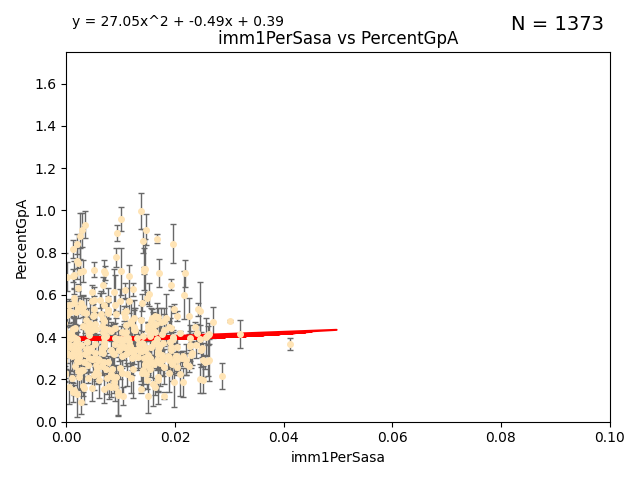 y = 27.05x^2 + -0.49x + 0.39
N = 1373
imm1PerSasa vs PercentGpA
PercentGpA
1.6
1.4
1.2
1.0
0.8
0.6
0.4
0.2
0.0
0.00 0.02 0.04 0.06 0.08 0.10
imm1PerSasa